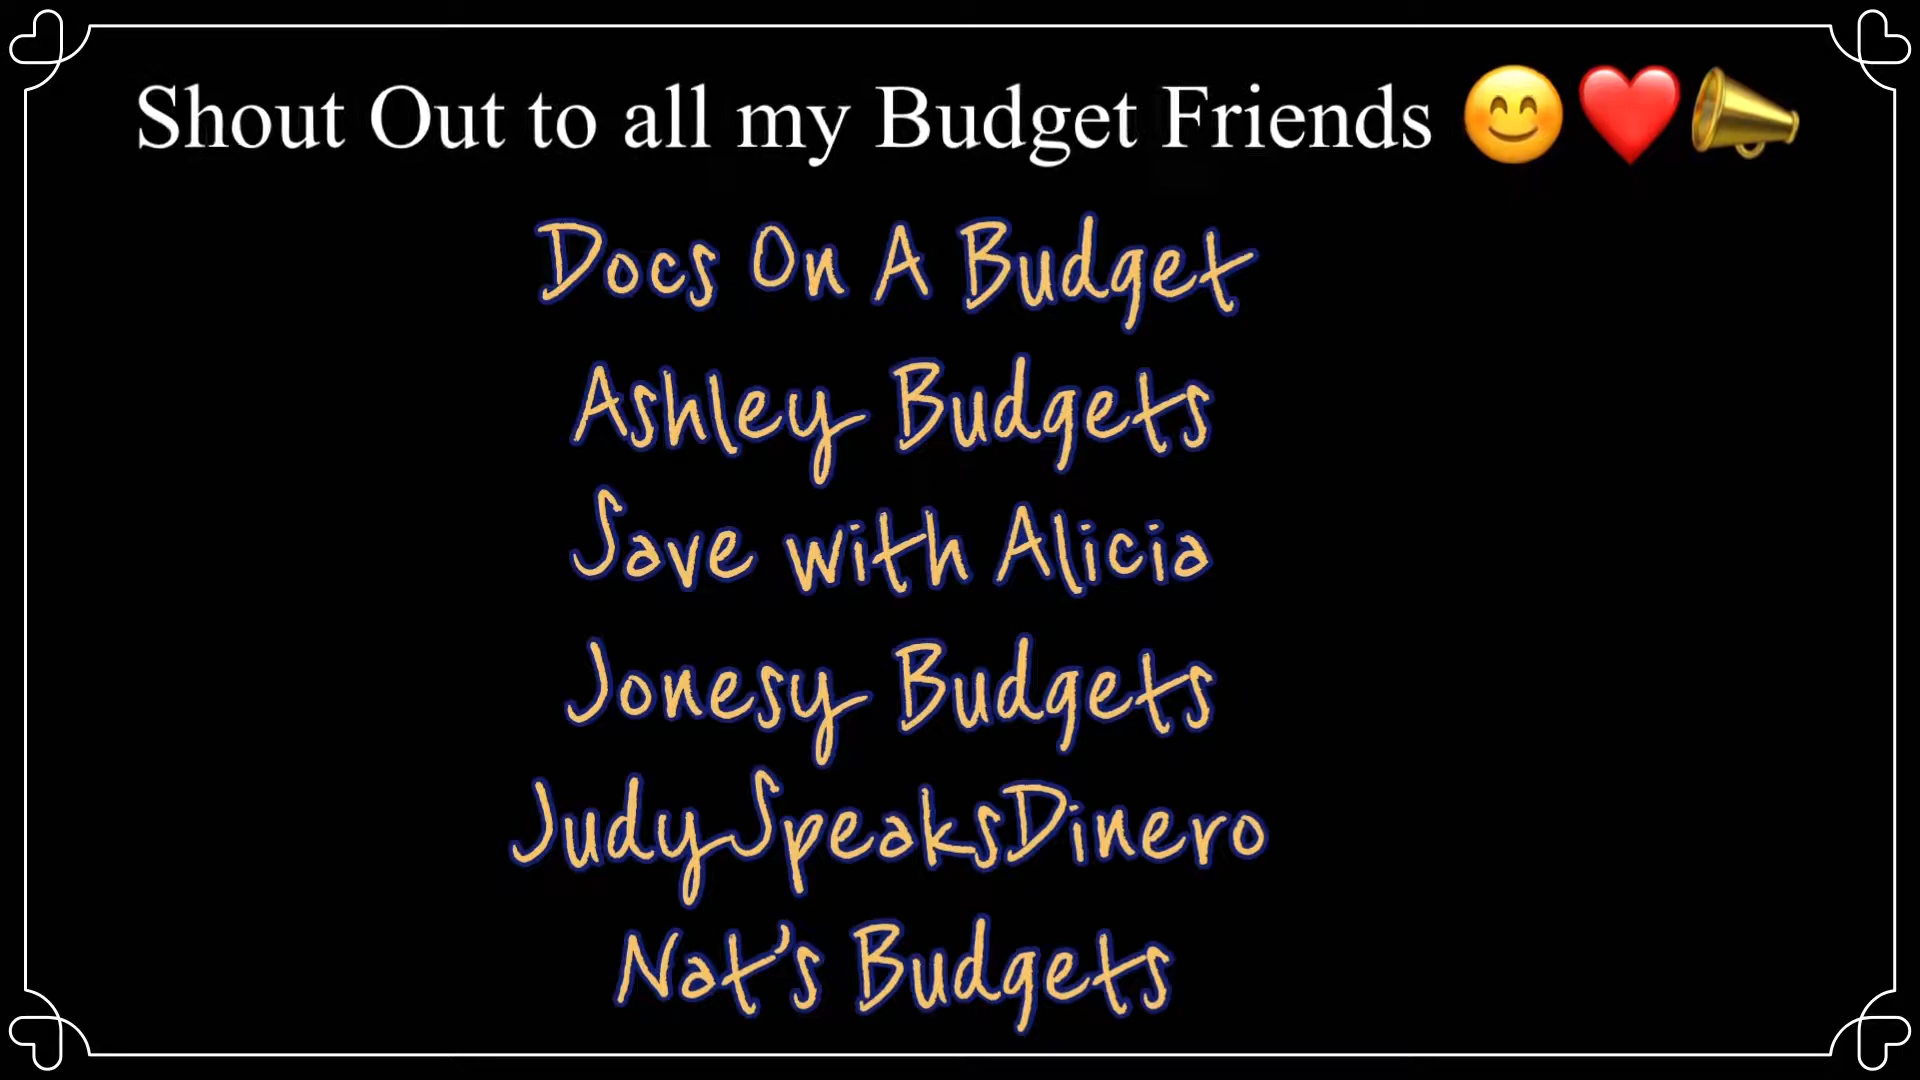 Shout Out to all my Budget Friends 😊❤️📣
Docs On A Budget
Ashley Budgets
Save with Alicia
Jonesy Budgets
JudySpeaksDinero
Nat's Budgets